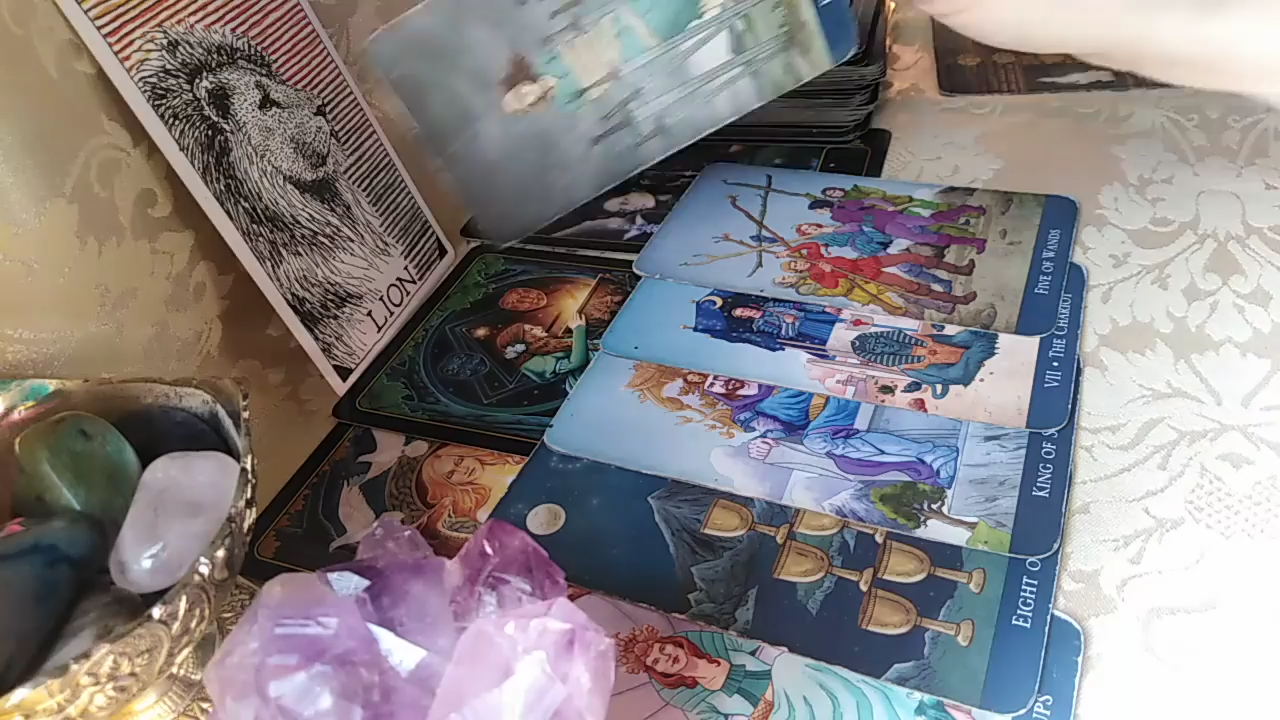 LION
FIVE OF WANDS
VII • THE CHARIOT
KING OF S
EIGHT O
UPS